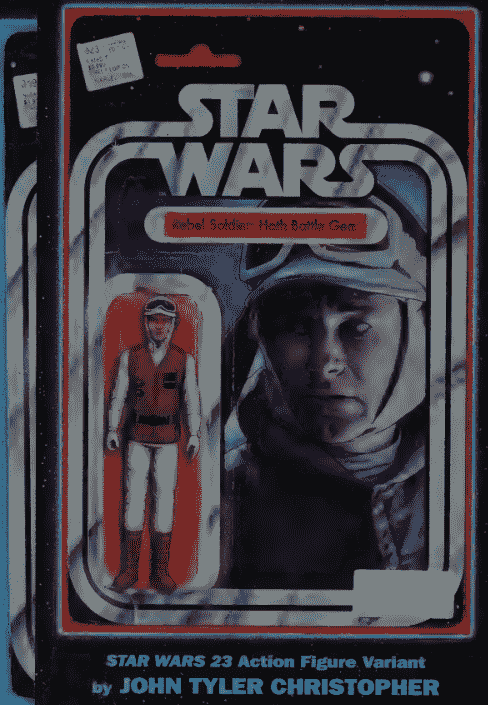 STAR
WARS
Rebel Soldier Hoth Battle Gear
STAR WARS 23 Action Figure Variant
by JOHN TYLER CHRISTOPHER